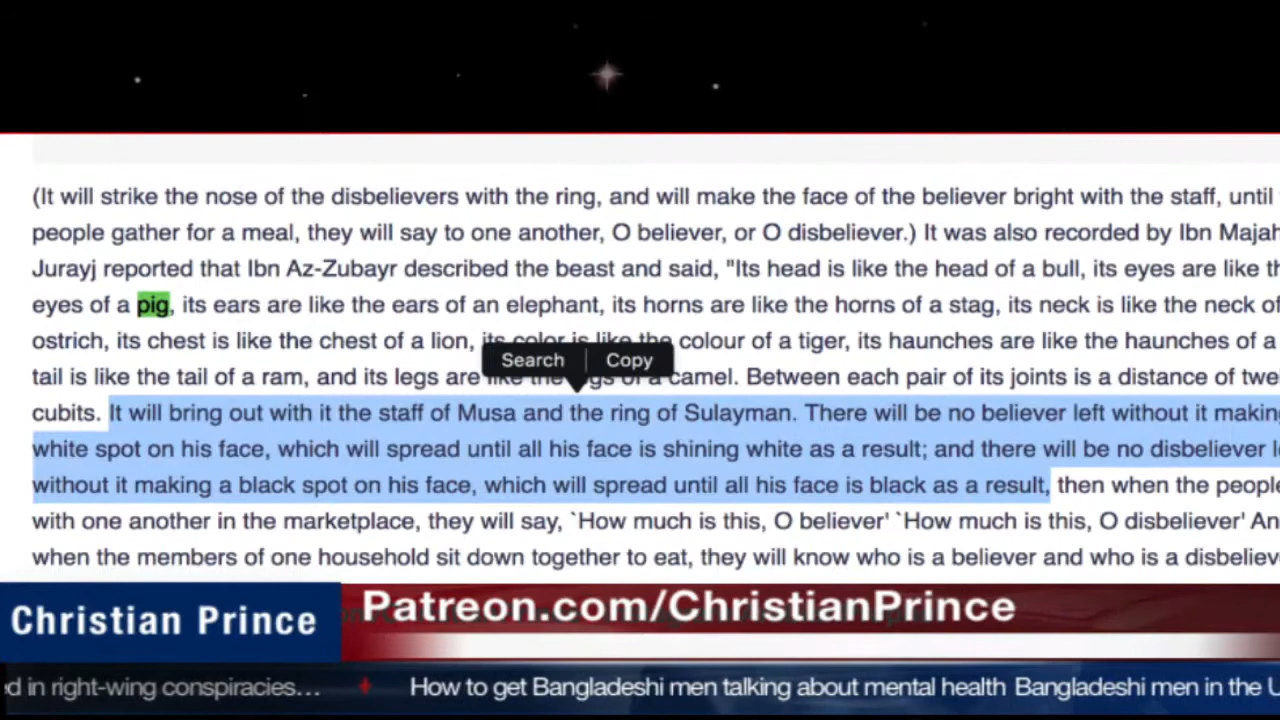 (It will strike the nose of the disbelievers with the ring, and will make the face of the believer bright with the staff, until
people gather for a meal, they will say to one another, O believer, or O disbeliever.) It was also recorded by Ibn Majah
Jurayj reported that Ibn Az-Zubayr described the beast and said, "Its head is like the head of a bull, its eyes are like th
eyes of a pig, its ears are like the ears of an elephant, its horns are like the horns of a stag, its neck is like the neck of
ostrich, its chest is like the chest of a lion, its color is like the colour of a tiger, its haunches are like the haunches of a
Search Copy
tail is like the tail of a ram, and its legs are like the legs of a camel. Between each pair of its joints is a distance of twe
cubits. It will bring out with it the staff of Musa and the ring of Sulayman. There will be no believer left without it making
white spot on his face, which will spread until all his face is shining white as a result; and there will be no disbeliever l
without it making a black spot on his face, which will spread until all his face is black as a result, then when the people
with one another in the marketplace, they will say, `How much is this, O believer' `How much is this, O disbeliever' An
when the members of one household sit down together to eat, they will know who is a believer and who is a disbeliev
Christian Prince
Patreon.com/ChristianPrince
d in right-wing conspiracies... How to get Bangladeshi men talking about mental health Bangladeshi men in the U